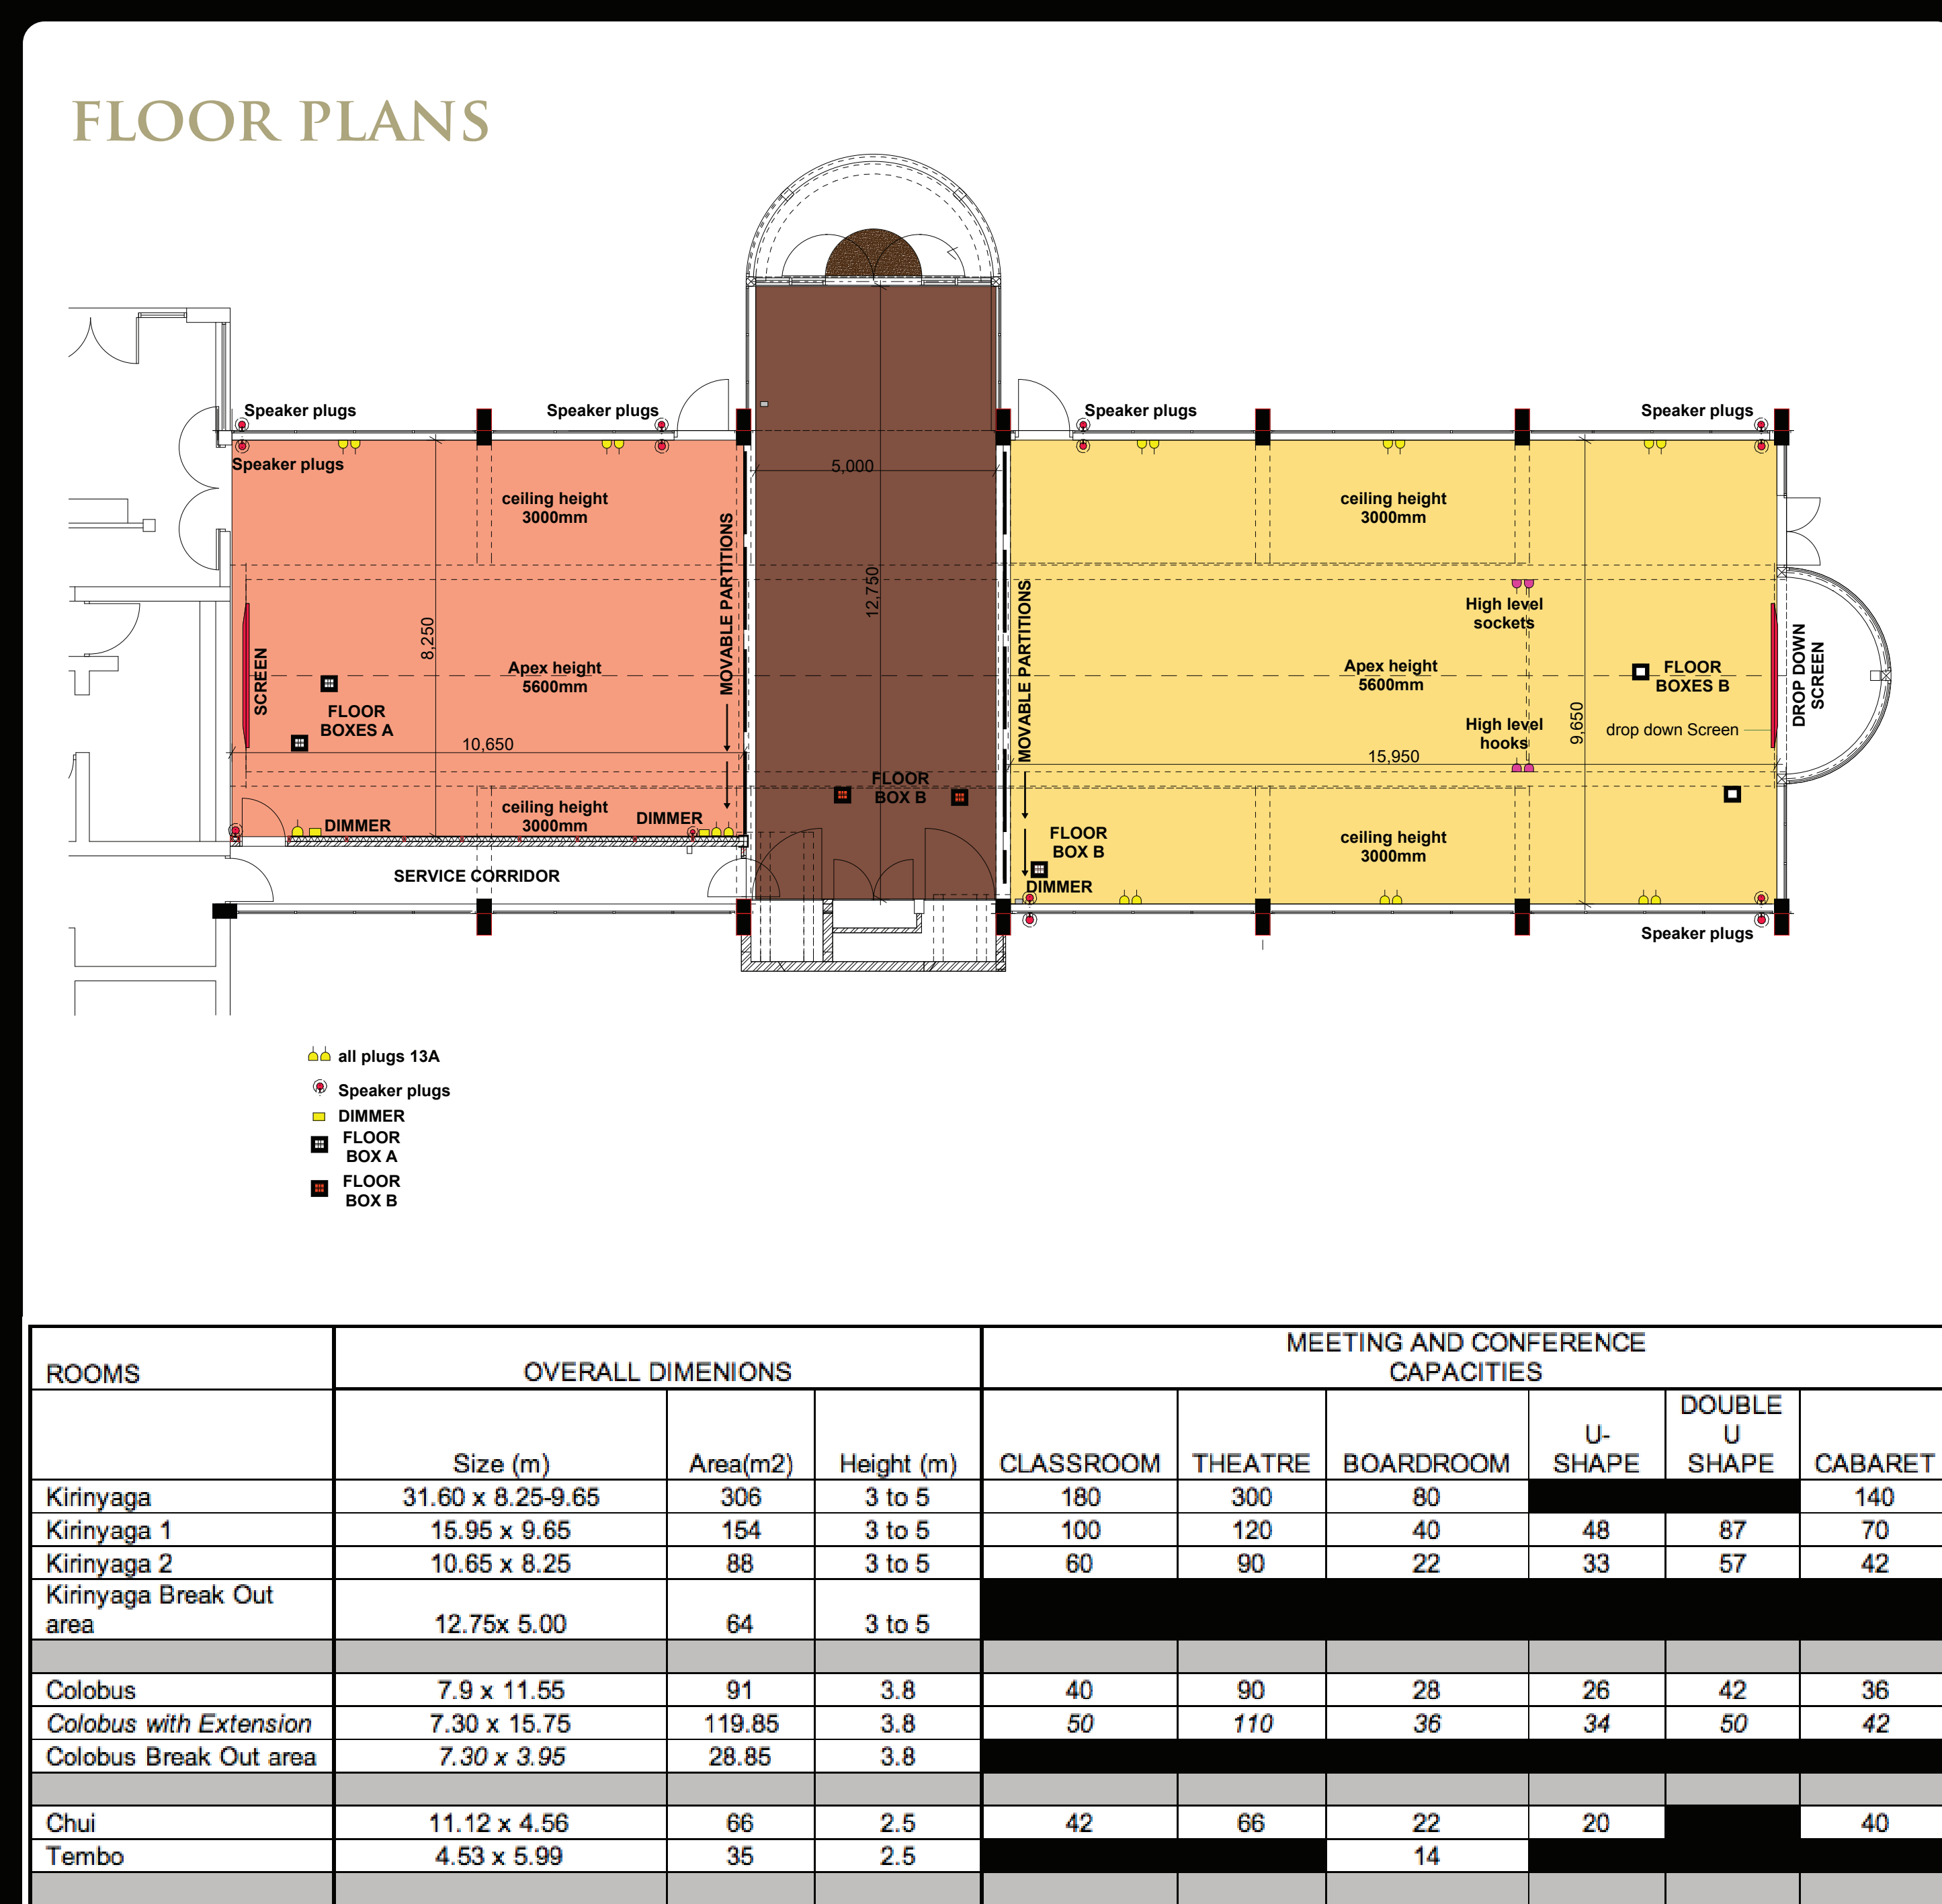 FLOOR PLANS
Speaker plugs
Speaker plugs
Speaker plugs
Speaker plugs
Speaker plugs
5,000
ceiling height
3000mm
ceiling height
3000mm
MOVABLE PARTITIONS
12,750
MOVABLE PARTITIONS
High level
sockets
8,250
SCREEN
Apex height
5600mm
Apex height
5600mm
FLOOR
BOXES B
DROP DOWN
SCREEN
FLOOR
BOXES A
High level
hooks
9,650
drop down Screen
10,650
15,950
FLOOR
BOX B
ceiling height
3000mm
DIMMER
DIMMER
FLOOR
BOX B
ceiling height
3000mm
SERVICE CORRIDOR
DIMMER
Speaker plugs
all plugs 13A
Speaker plugs
DIMMER
FLOOR
BOX A
FLOOR
BOX B
ROOMS OVERALL DIMENIONS MEETING AND CONFERENCE
CAPACITIES
Size (m) Area(m2) Height (m) CLASSROOM THEATRE BOARDROOM U-
SHAPE DOUBLE
U
SHAPE CABARET
Kirinyaga 31.60 x 8.25-9.65 306 3 to 5 180 300 80 140
Kirinyaga 1 15.95 x 9.65 154 3 to 5 100 120 40 48 87 70
Kirinyaga 2 10.65 x 8.25 88 3 to 5 60 90 22 33 57 42
Kirinyaga Break Out
area 12.75x 5.00 64 3 to 5
Colobus 7.9 x 11.55 91 3.8 40 90 28 26 42 36
Colobus with Extension 7.30 x 15.75 119.85 3.8 50 110 36 34 50 42
Colobus Break Out area 7.30 x 3.95 28.85 3.8
Chui 11.12 x 4.56 66 2.5 42 66 22 20 40
Tembo 4.53 x 5.99 35 2.5 14